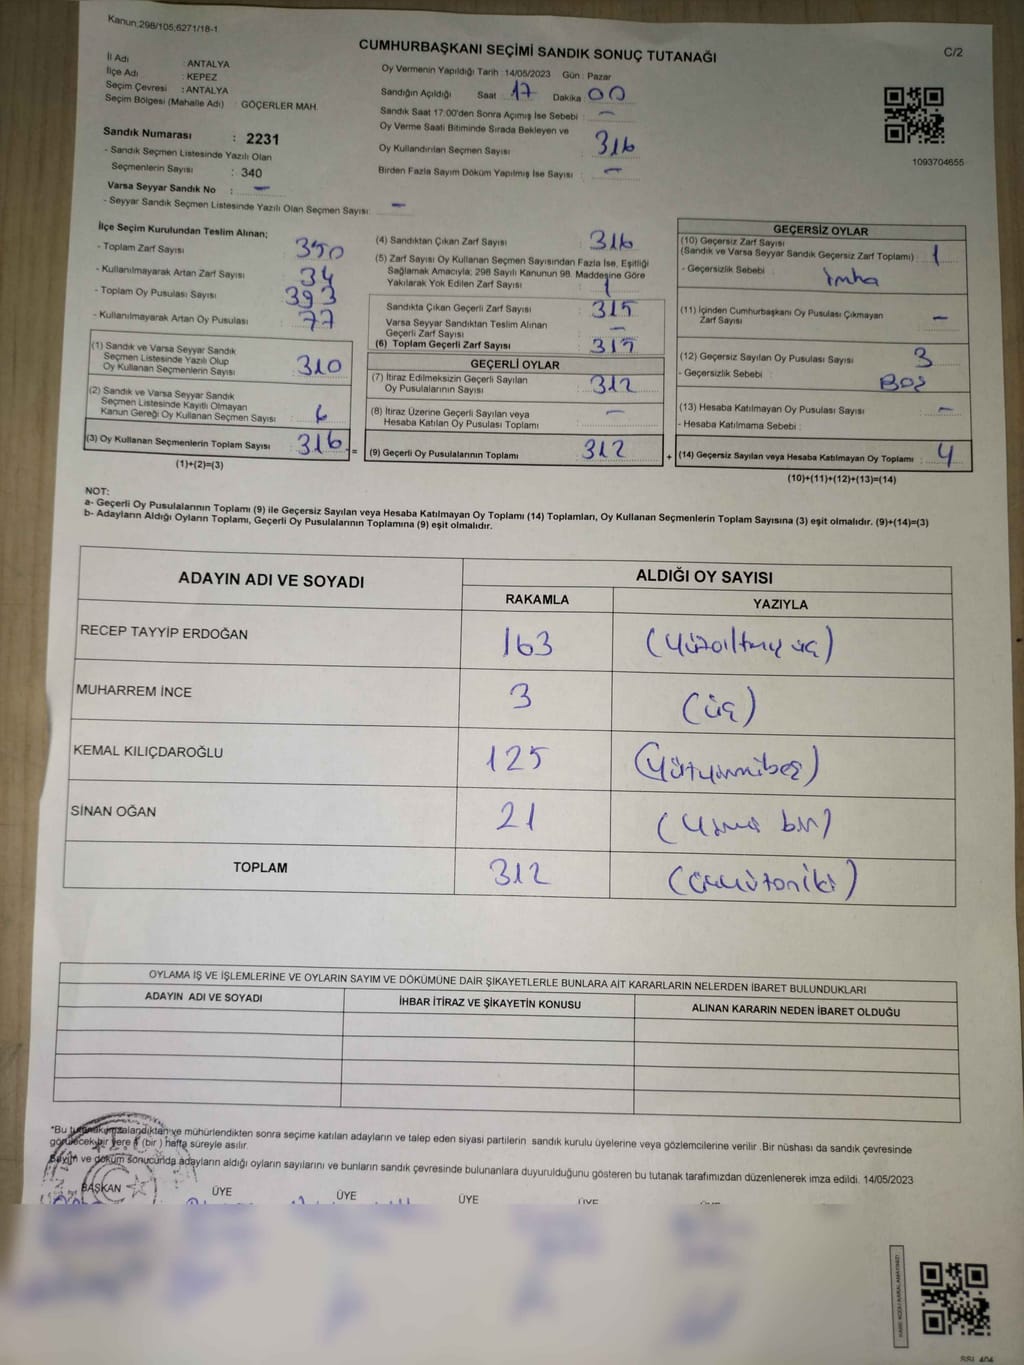 Kanun:298/105,6271/18-1
C/2
CUMHURBAŞKANI SEÇİMİ SANDIK SONUÇ TUTANAĞI
İl Adı : ANTALYA
İlçe Adı : KEPEZ
Seçim Çevresi : ANTALYA
Seçim Bölgesi (Mahalle Adı) : GÖÇERLER MAH.
Sandık Numarası : 2231
- Sandık Seçmen Listesinde Yazılı Olan
Seçmenlerin Sayısı : 340
Varsa Seyyar Sandık No : -
- Seyyar Sandık Seçmen Listesinde Yazılı Olan Seçmen Sayısı: -
Oy Vermenin Yapıldığı Tarih :14/05/2023 Gün : Pazar
Sandığın Açıldığı Saat 17 Dakika 00
Sandık Saat 17:00'den Sonra Açımış İse Sebebi : -
Oy Verme Saati Bitiminde Sırada Bekleyen ve
Oy Kullandırılan Seçmen Sayısı : 316
Birden Fazla Sayım Döküm Yapılmış İse Sayısı : -
1093704655
İlçe Seçim Kurulundan Teslim Alınan;
- Toplam Zarf Sayısı : 350
- Kullanılmayarak Artan Zarf Sayısı : 34
- Toplam Oy Pusulası Sayısı : 393
- Kullanılmayarak Artan Oy Pusulası : 77
(1) Sandık ve Varsa Seyyar Sandık
Seçmen Listesinde Yazılı Olup
Oy Kullanan Seçmenlerin Sayısı : 310
(2) Sandık ve Varsa Seyyar Sandık
Seçmen Listesinde Kayıtlı Olmayan
Kanun Gereği Oy Kullanan Seçmen Sayısı : 6
(3) Oy Kullanan Seçmenlerin Toplam Sayısı : 316 =
(1)+(2)=(3)
(4) Sandıktan Çıkan Zarf Sayısı : 316
(5) Zarf Sayısı Oy Kullanan Seçmen Sayısından Fazla İse, Eşitliği
Sağlamak Amacıyla; 298 Sayılı Kanunun 98. Maddesine Göre
Yakılarak Yok Edilen Zarf Sayısı : 1
Sandıkta Çıkan Geçerli Zarf Sayısı : 315
Varsa Seyyar Sandıktan Teslim Alınan
Geçerli Zarf Sayısı : -
(6) Toplam Geçerli Zarf Sayısı : 315
GEÇERLİ OYLAR
(7) İtiraz Edilmeksizin Geçerli Sayılan
Oy Pusulalarının Sayısı : 312
(8) İtiraz Üzerine Geçerli Sayılan veya
Hesaba Katılan Oy Pusulası Toplamı : -
(9) Geçerli Oy Pusulalarının Toplamı : 312 +
GEÇERSİZ OYLAR
(10) Geçersiz Zarf Sayısı
(Sandık ve Varsa Seyyar Sandık Geçersiz Zarf Toplamı) : 1
- Geçersizlik Sebebi : imha
(11) İçinden Cumhurbaşkanı Oy Pusulası Çıkmayan
Zarf Sayısı : -
(12) Geçersiz Sayılan Oy Pusulası Sayısı : 3
- Geçersizlik Sebebi : BOŞ
(13) Hesaba Katılmayan Oy Pusulası Sayısı : -
- Hesaba Katılmama Sebebi :
(14) Geçersiz Sayılan veya Hesaba Katılmayan Oy Toplamı : 4
(10)+(11)+(12)+(13)=(14)
NOT:
a- Geçerli Oy Pusulalarının Toplamı (9) ile Geçersiz Sayılan veya Hesaba Katılmayan Oy Toplamı (14) Toplamları, Oy Kullanan Seçmenlerin Toplam Sayısına (3) eşit olmalıdır. (9)+(14)=(3)
b- Adayların Aldığı Oyların Toplamı, Geçerli Oy Pusulalarının Toplamına (9) eşit olmalıdır.
ADAYIN ADI VE SOYADI
ALDIĞI OY SAYISI
RAKAMLA YAZIYLA
RECEP TAYYİP ERDOĞAN 163 (Yüzaltmış üç)
MUHARREM İNCE 3 (üç)
KEMAL KILIÇDAROĞLU 125 (Yüzyirmibeş)
SİNAN OĞAN 21 (Yirmi bir)
TOPLAM 312 (üçyüzoniki)
OYLAMA İŞ VE İŞLEMLERİNE VE OYLARIN SAYIM VE DÖKÜMÜNE DAİR ŞİKAYETLERLE BUNLARA AİT KARARLARIN NELERDEN İBARET BULUNDUKLARI
ADAYIN ADI VE SOYADI İHBAR İTİRAZ VE ŞİKAYETİN KONUSU ALINAN KARARIN NEDEN İBARET OLDUĞU
"Bu tutanak imzalandıktan ve mühürlendikten sonra seçime katılan adayların ve talep eden siyasi partilerin sandık kurulu üyelerine veya gözlemcilerine verilir. Bir nüshası da sandık çevresinde
görülecek bir yere 1 (bir) hafta süreyle asılır.
Sayım ve döküm sonucunda adayların aldığı oyların sayılarını ve bunların sandık çevresinde bulunanlara duyurulduğunu gösteren bu tutanak tarafımızdan düzenlenerek imza edildi. 14/05/2023
BAŞKAN ÜYE ÜYE ÜYE ÜYE ÜYE